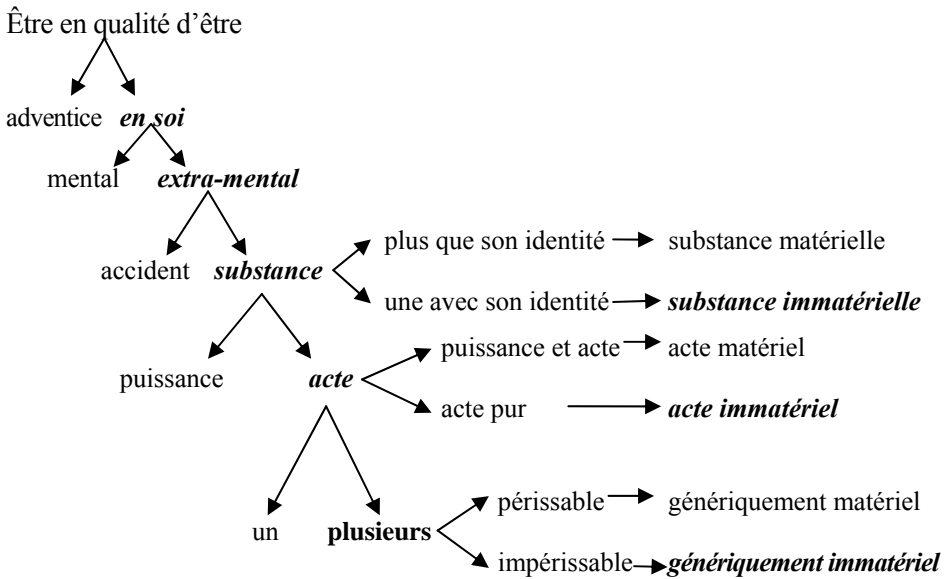 Être en qualité d’être
adventice en soi
mental extra-mental
plus que son identité substance matérielle
accident substance
une avec son identité substance immatérielle
puissance et acte acte matériel
puissance acte
acte pur acte immatériel
périssable génériquement matériel
un plusieurs
impérissable génériquement immatériel